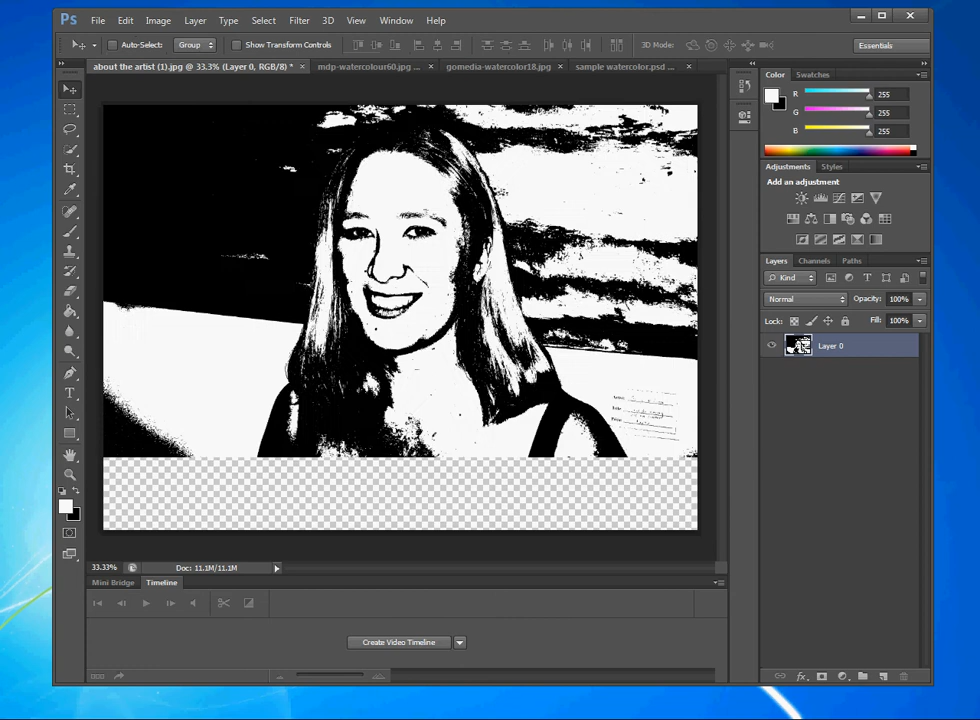 Ps File Edit Image Layer Type Select Filter 3D View Window Help
Auto-Select: Group Show Transform Controls 3D Mode: Essentials
about the artist (1).jpg @ 33.3% (Layer 0, RGB/8) * × mdp-watercolour60.jpg ... × gomedia-watercolor18.jpg × sample watercolor.psd ... ×
Color Swatches
R 255
G 255
B 255
Adjustments Styles
Add an adjustment
Layers Channels Paths
Kind
Normal Opacity: 100%
Lock: Fill: 100%
Layer 0
33.33% Doc: 11.1M/11.1M
Mini Bridge Timeline
Create Video Timeline
fx